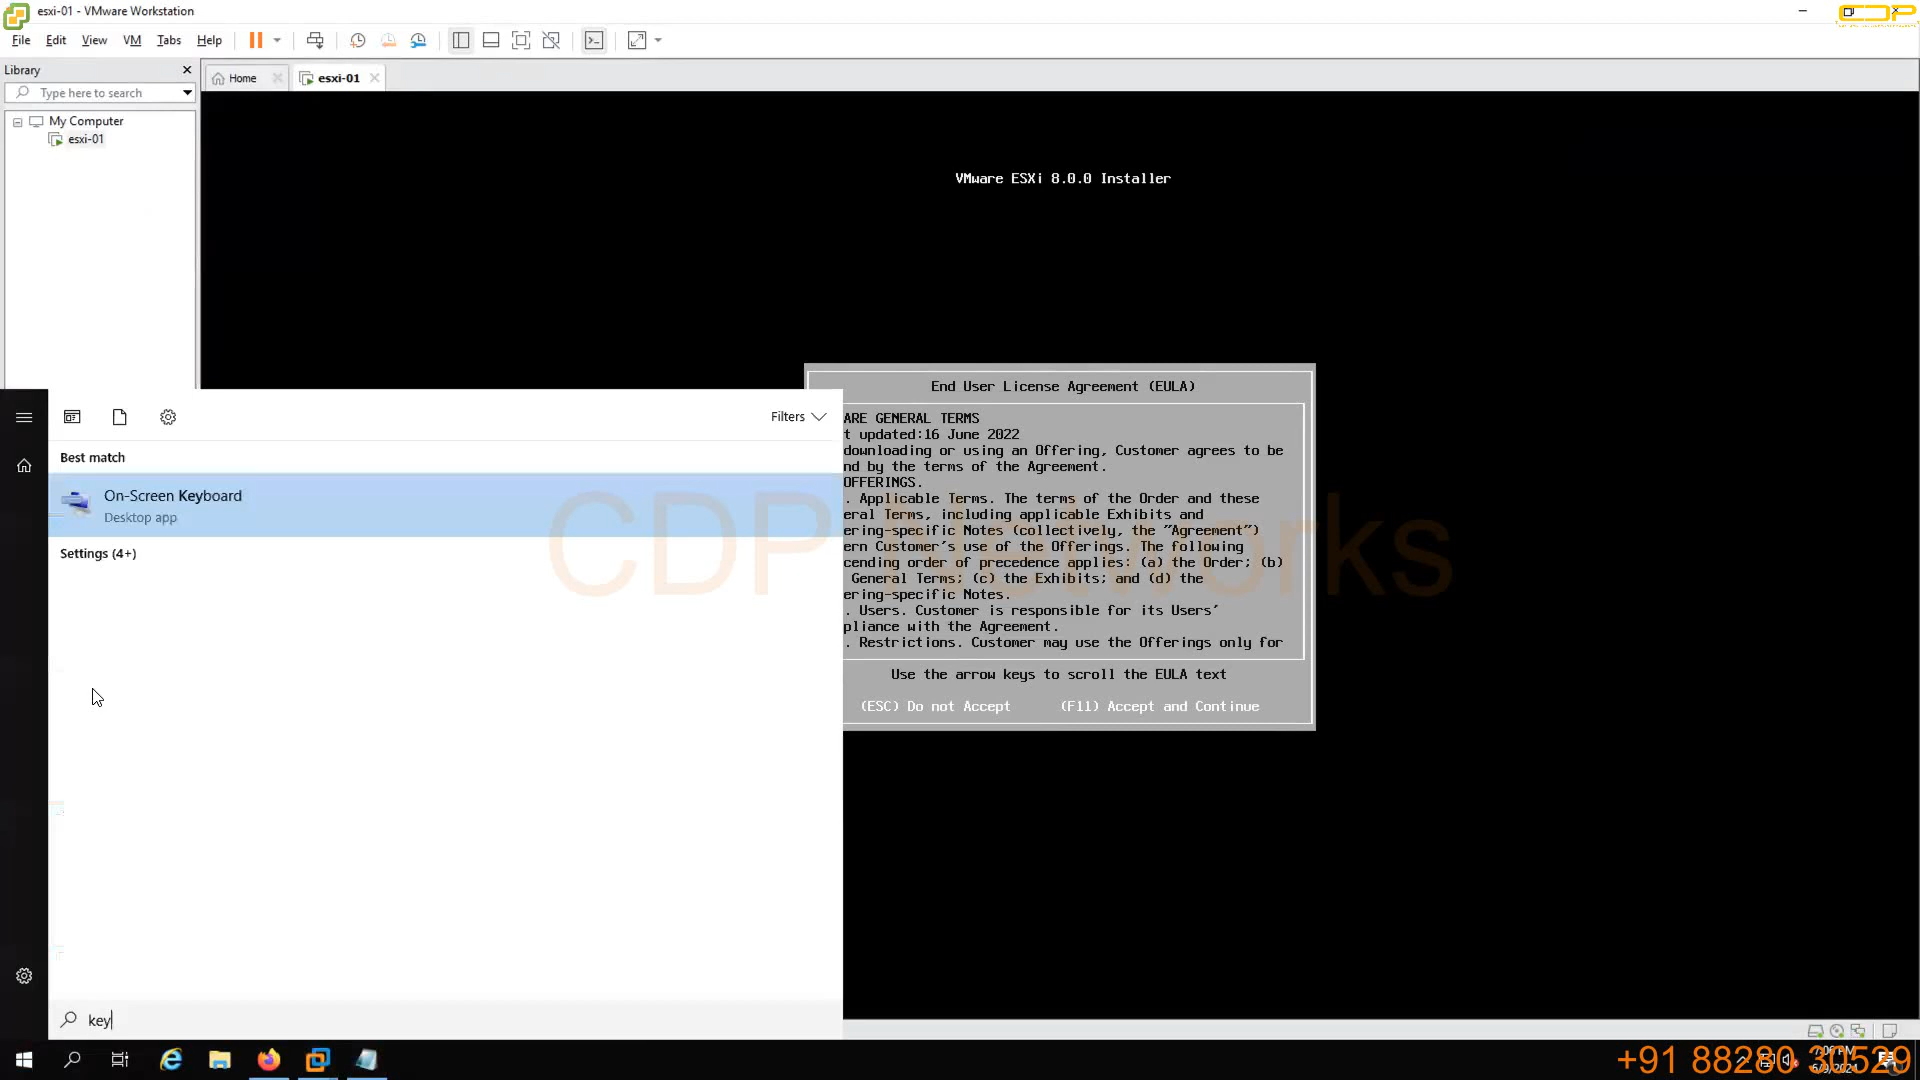 esxi-01 - VMware Workstation
CDP
File Edit View VM Tabs Help
Library
Home
esxi-01
Type here to search
My Computer
esxi-01
VMware ESXi 8.0.0 Installer
End User License Agreement (EULA)
ARE GENERAL TERMS
t updated:16 June 2022
downloading or using an Offering, Customer agrees to be
nd by the terms of the Agreement.
OFFERINGS.
. Applicable Terms. The terms of the Order and these
eral Terms, including applicable Exhibits and
ering-specific Notes (collectively, the "Agreement")
ern Customer's use of the Offerings. The following
cending order of precedence applies: (a) the Order; (b)
General Terms; (c) the Exhibits; and (d) the
ering-specific Notes.
. Users. Customer is responsible for its Users'
pliance with the Agreement.
. Restrictions. Customer may use the Offerings only for
Use the arrow keys to scroll the EULA text
(ESC) Do not Accept (F11) Accept and Continue
Filters
Best match
On-Screen Keyboard
Desktop app
Settings (4+)
CDP Networks
key
+91 88280 30529